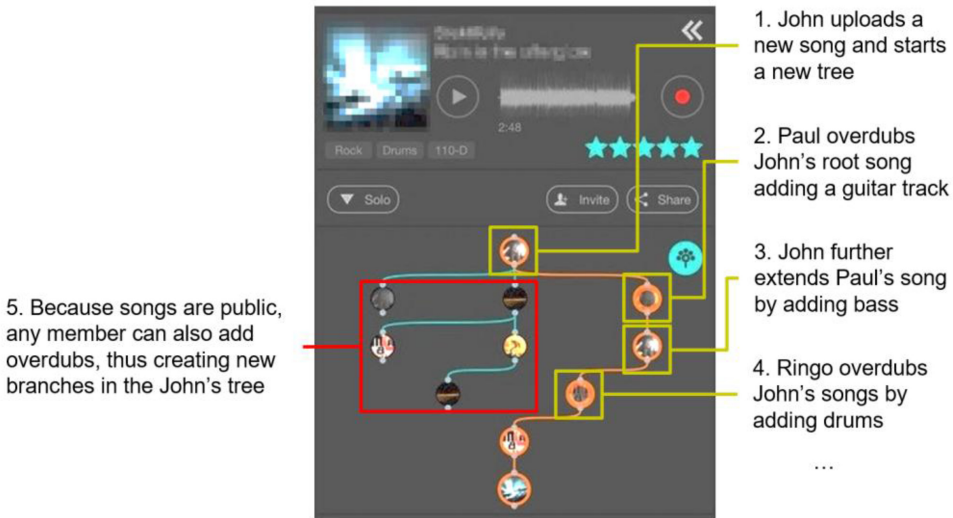 5. Because songs are public,
any member can also add
overdubs, thus creating new
branches in the John's tree
2:48
Rock
Drums
110-D
Solo
Invite
Share
1. John uploads a
new song and starts
a new tree
2. Paul overdubs
John's root song
adding a guitar track
3. John further
extends Paul's song
by adding bass
4. Ringo overdubs
John's songs by
adding drums
...